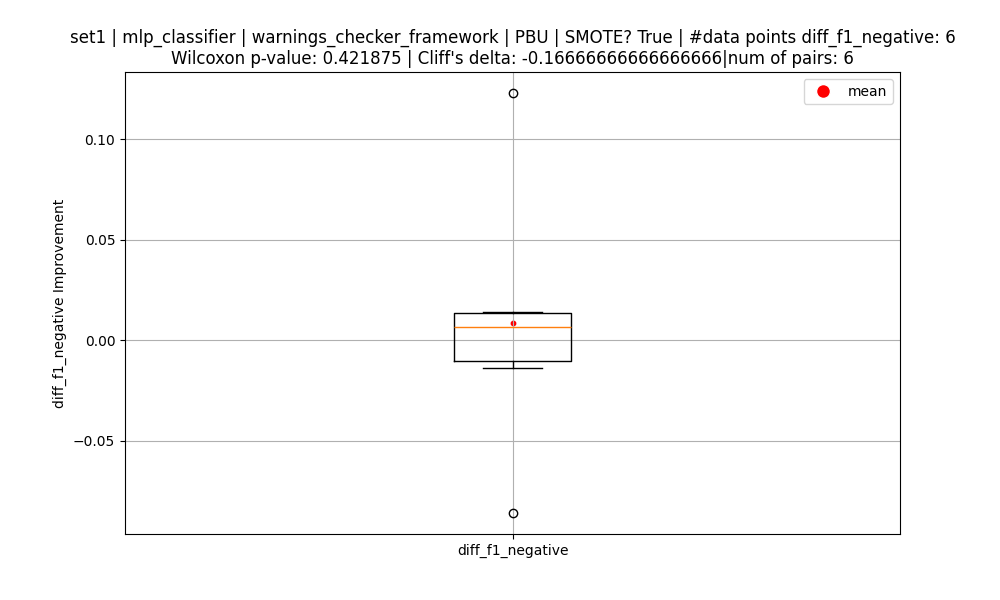 set1 | mlp_classifier | warnings_checker_framework | PBU | SMOTE? True | #data points diff_f1_negative: 6
Wilcoxon p-value: 0.421875 | Cliff's delta: -0.16666666666666666|num of pairs: 6
mean
0.10
0.05
0.00
−0.05
diff_f1_negative Improvement
diff_f1_negative